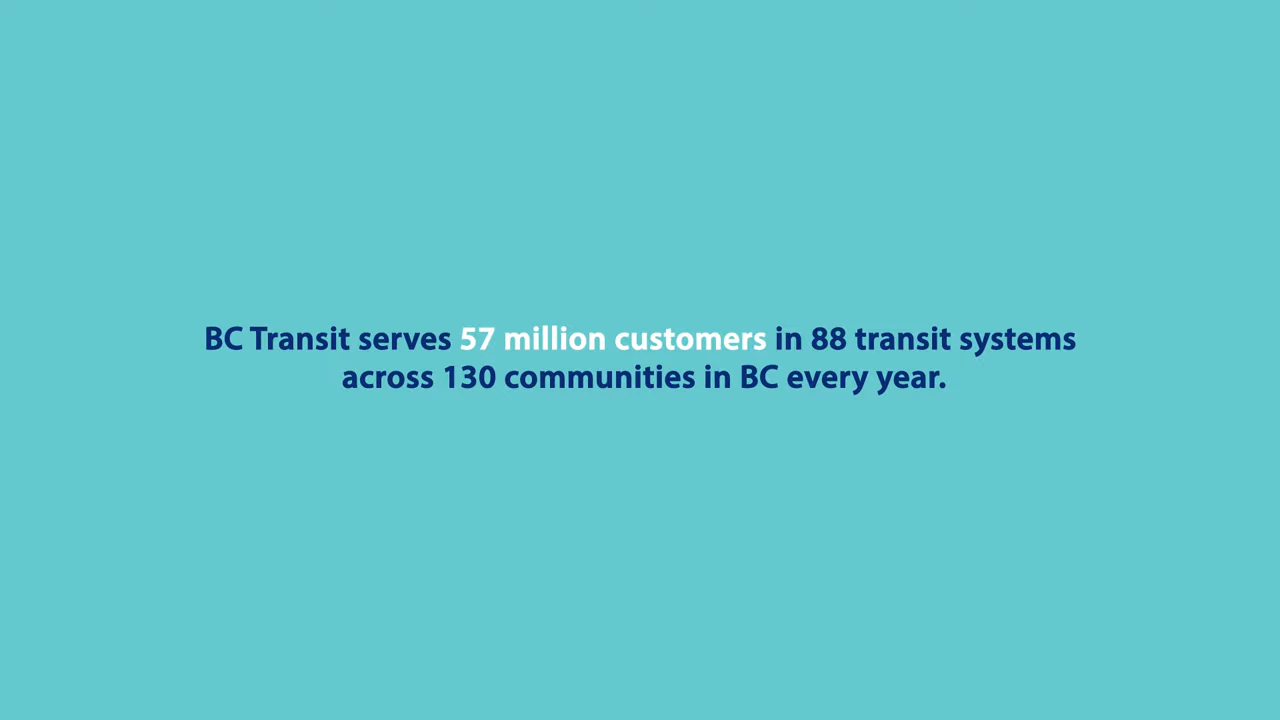 BC Transit serves 57 million customers in 88 transit systems
across 130 communities in BC every year.